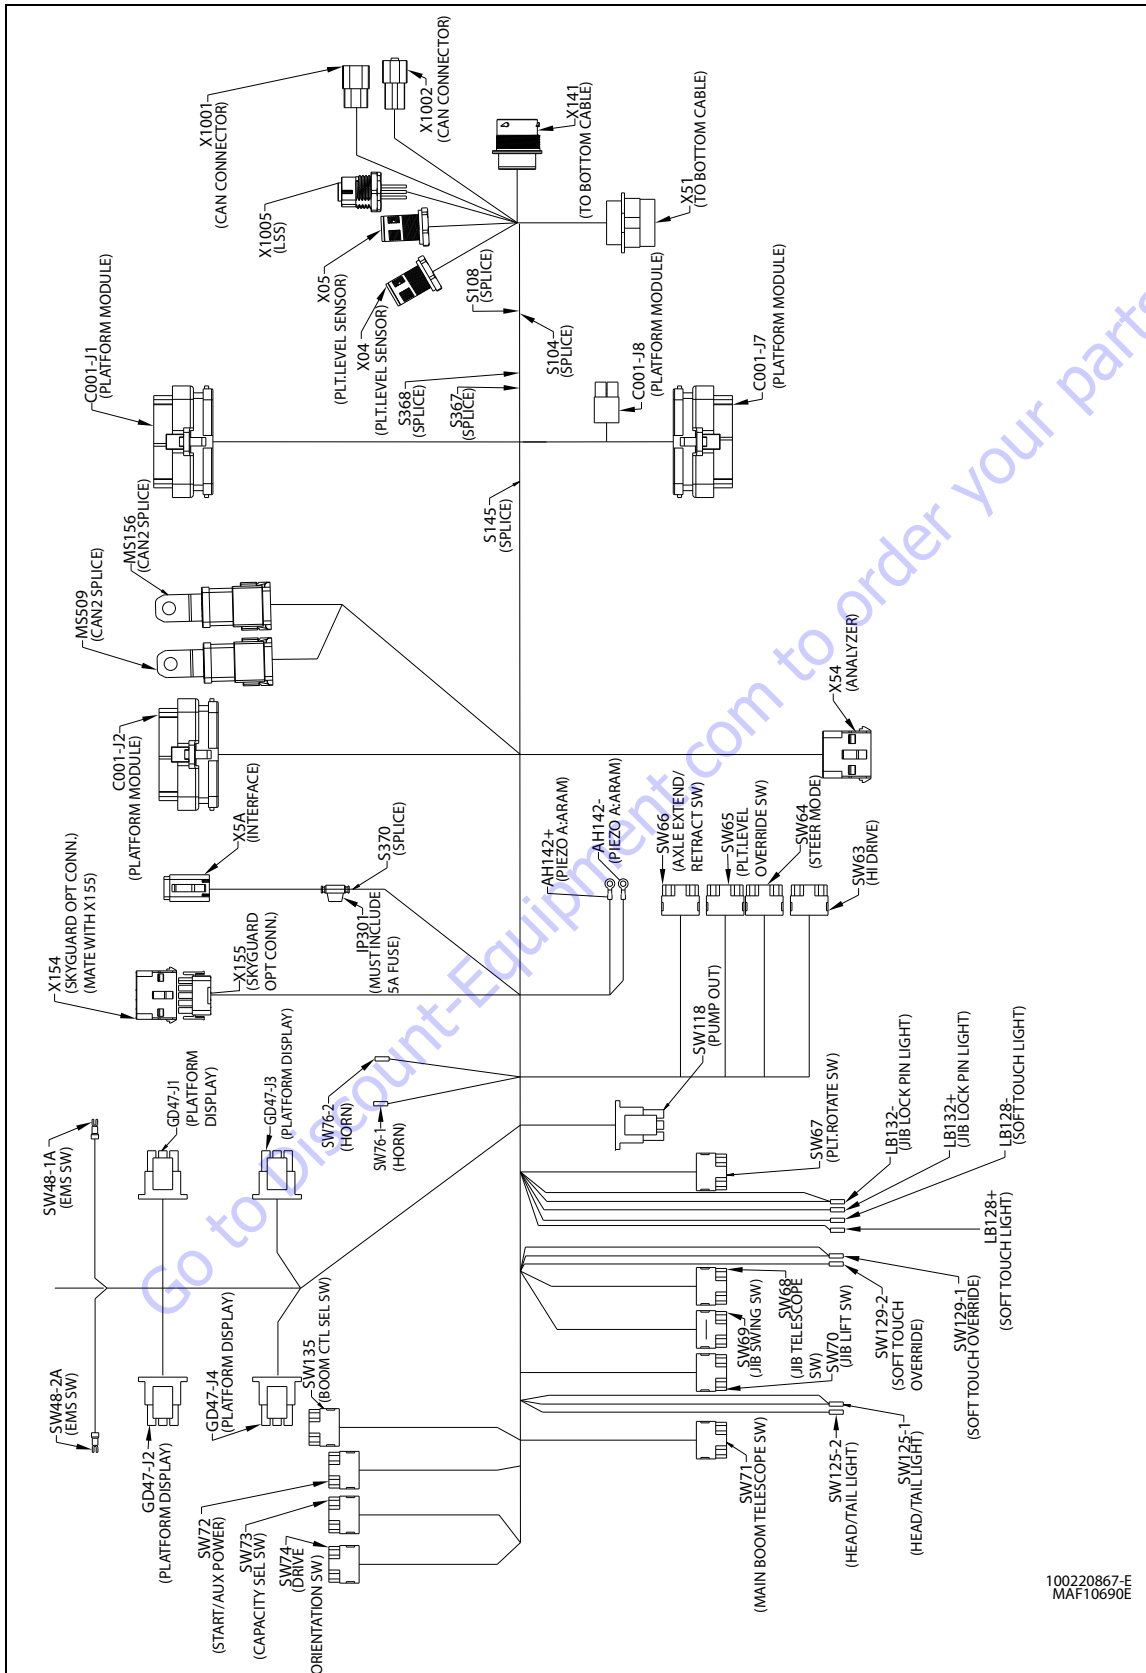 X1001
(CAN CONNECTOR)
X1002
(CAN CONNECTOR)
X1005
(LSS)
X05
(PLT.LEVEL SENSOR)
X04
(PLT.LEVEL SENSOR)
X141
(TO BOTTOM CABLE)
X51
(TO BOTTOM CABLE)
S108
(SPLICE)
S104
(SPLICE)
S368
(SPLICE)
S367
(SPLICE)
C001-J1
(PLATFORM MODULE)
C001-J8
(PLATFORM MODULE)
C001-J7
(PLATFORM MODULE)
S145
(SPLICE)
MS156
(CAN2 SPLICE)
MS509
(CAN2 SPLICE)
C001-J2
(PLATFORM MODULE)
X54
(ANALYZER)
X5A
(INTERFACE)
S370
(SPLICE)
JP301
(MUST INCLUDE
5A FUSE)
X154
(SKYGUARD OPT CONN.)
(MATE WITH X155)
X155
(SKYGUARD
OPT CONN.)
AH142+
(PIEZO A:ARAM)
AH142-
(PIEZO A:ARAM)
SW66
(AXLE EXTEND/
RETRACT SW)
SW65
(PLT.LEVEL
OVERRIDE SW)
SW64
(STEER MODE)
SW63
(HI DRIVE)
SW76-2
(HORN)
SW76-1
(HORN)
SW118
(PUMP OUT)
GD47-J1
(PLATFORM
DISPLAY)
GD47-J3
(PLATFORM DISPLAY)
SW48-1A
(EMS SW)
SW48-2A
(EMS SW)
GD47-J2
(PLATFORM DISPLAY)
GD47-J4
(PLATFORM DISPLAY)
SW67
(PLT.ROTATE SW)
LB132-
(JIB LOCK PIN LIGHT)
LB132+
(JIB LOCK PIN LIGHT)
LB128-
(SOFT TOUCH LIGHT)
LB128+
(SOFT TOUCH LIGHT)
SW129-1
(SOFT TOUCH OVERRIDE)
SW129-2
(SOFT TOUCH
OVERRIDE)
SW68
(JIB TELESCOPE
SW)
SW69
(JIB SWING SW)
SW70
(JIB LIFT SW)
SW125-1
(HEAD/TAIL LIGHT)
SW125-2
(HEAD/TAIL LIGHT)
SW71
(MAIN BOOM TELESCOPE SW)
SW135
(BOOM CTL SEL SW)
SW72
(START/AUX POWER)
SW73
(CAPACITY SEL SW)
SW74
(DRIVE
ORIENTATION SW)
100220867-E
MAF10690E
Go to Discount-Equipment.com to order your parts